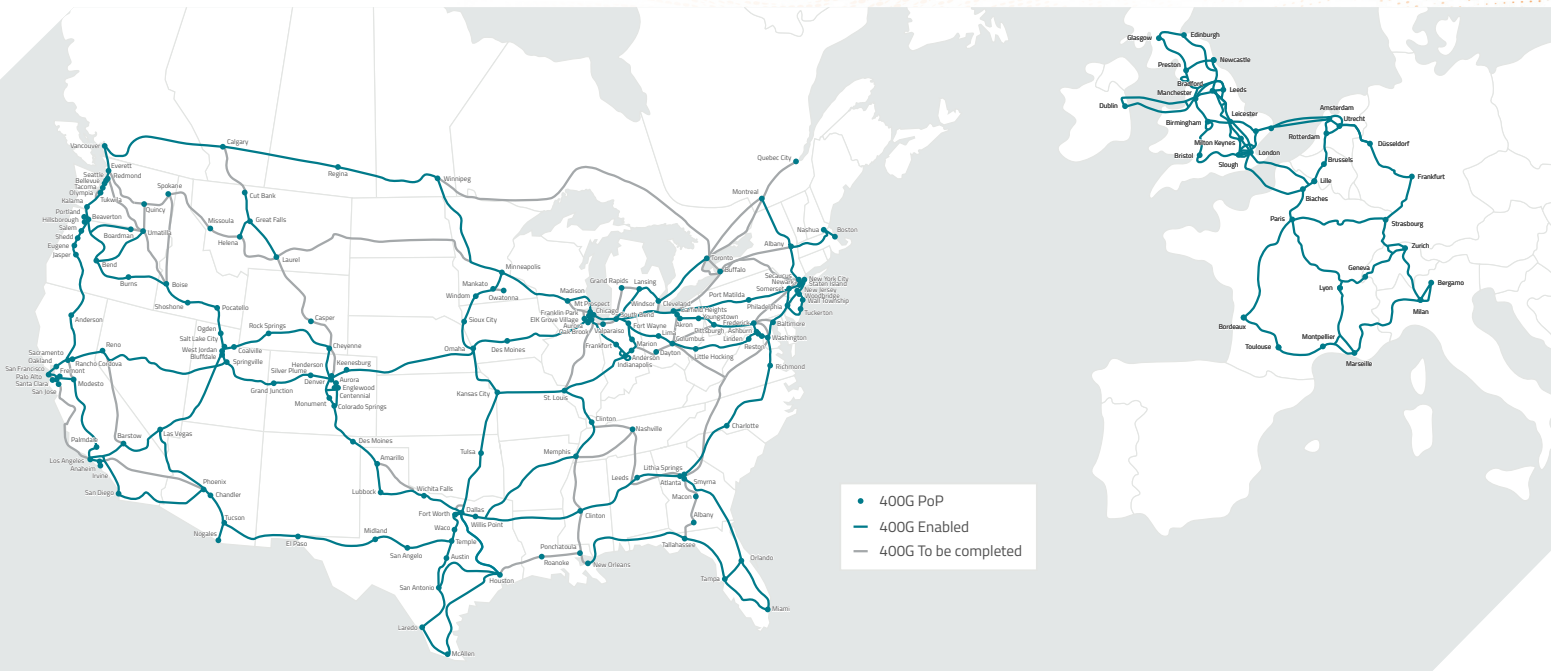 Glasgow
Edinburgh
Newcastle
Preston
Bradford
Leeds
Manchester
Dublin
Leicester
Birmingham
Amsterdam
Utrecht
Rotterdam
Milton Keynes
London
Bristol
Slough
Düsseldorf
Brussels
Lille
Frankfurt
Blaches
Paris
Strasbourg
Zurich
Geneva
Lyon
Bergamo
Milan
Bordeaux
Toulouse
Montpellier
Marseille
Vancouver
Calgary
Regina
Winnipeg
Quebec City
Montreal
Everett
Seattle
Redmond
Bellevue
Tacoma
Olympia
Tukwila
Kalama
Spokane
Quincy
Portland
Beaverton
Hillsborough
Salem
Boardman
Umatilla
Shedd
Eugene
Jasper
Bend
Burns
Boise
Cut Bank
Great Falls
Missoula
Helena
Laurel
Shoshone
Pocatello
Casper
Anderson
Ogden
Rock Springs
Salt Lake City
West Jordan
Bluffdale
Coalville
Springville
Cheyenne
Reno
Sacramento
Oakland
San Francisco
Rancho Cordova
Fremont
Palo Alto
Santa Clara
San Jose
Modesto
Henderson
Silver Plume
Keenesburg
Denver
Aurora
Englewood
Centennial
Grand Junction
Monument
Colorado Springs
Palmdale
Barstow
Las Vegas
Los Angeles
Anaheim
Irvine
San Diego
Phoenix
Chandler
Tucson
Nogales
El Paso
Des Moines
Amarillo
Lubbock
Wichita Falls
Midland
San Angelo
Fort Worth
Dallas
Willis Point
Waco
Temple
Austin
San Antonio
Houston
Laredo
McAllen
Minneapolis
Mankato
Windom
Owatonna
Sioux City
Omaha
Des Moines
Kansas City
Tulsa
St. Louis
Madison
Mt Prospect
Franklin Park
Chicago
Elk Grove Village
Aurora
Oak Brook
Valparaiso
South Bend
Grand Rapids
Lansing
Windsor
Fort Wayne
Frankfort
Marion
Anderson
Indianapolis
Lima
Dayton
Columbus
Cleveland
Garfield Heights
Akron
Youngstown
Pittsburgh
Little Hocking
Port Matilda
Frederick
Ashburn
Linden
Reston
Baltimore
Washington
Richmond
Toronto
Buffalo
Albany
Nashua
Boston
Secaucus
Newark
Somerset
New York City
Staten Island
New Jersey
Woodbridge
Wall Township
Philadelphia
Tuckerton
Clinton
Nashville
Memphis
Charlotte
Leeds
Lithia Springs
Atlanta
Smyrna
Macon
Albany
Clinton
Tallahassee
Ponchatoula
Roanoke
New Orleans
Orlando
Tampa
Miami
400G PoP
400G Enabled
400G To be completed